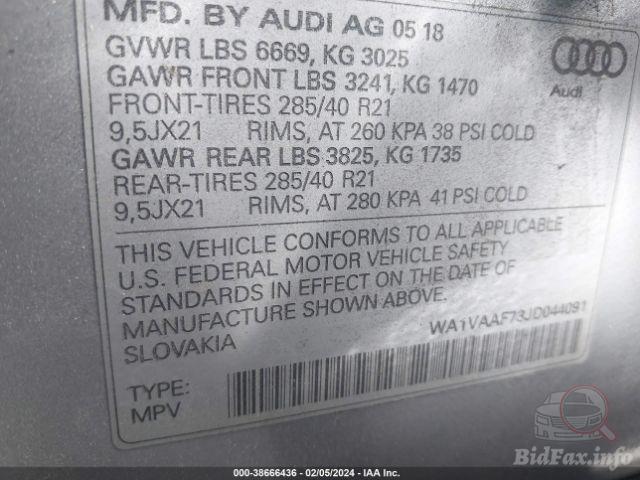 MFD. BY AUDI AG 05 18
GVWR LBS 6669, KG 3025
GAWR FRONT LBS 3241, KG 1470
FRONT-TIRES 285/40 R21
9,5JX21 RIMS, AT 260 KPA 38 PSI COLD
GAWR REAR LBS 3825, KG 1735
REAR-TIRES 285/40 R21
9,5JX21 RIMS, AT 280 KPA 41 PSI COLD
Audi
THIS VEHICLE CONFORMS TO ALL APPLICABLE
U.S. FEDERAL MOTOR VEHICLE SAFETY
STANDARDS IN EFFECT ON THE DATE OF
MANUFACTURE SHOWN ABOVE.
SLOVAKIA
WA1VAAF73JD044091
TYPE:
MPV
BidFax.info
000-38666436 - 02/05/2024 - IAA Inc.